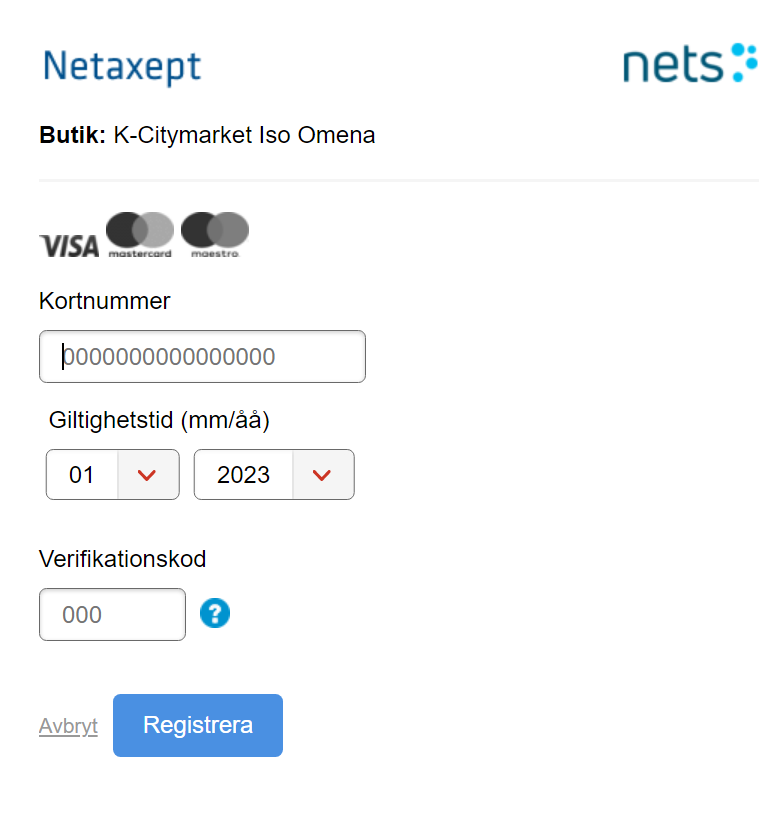 Netaxept
nets
Butik: K-Citymarket Iso Omena
VISA mastercard maestro
Kortnummer
0000000000000000
Giltighetstid (mm/åå)
01 2023
Verifikationskod
000 ?
Avbryt Registrera